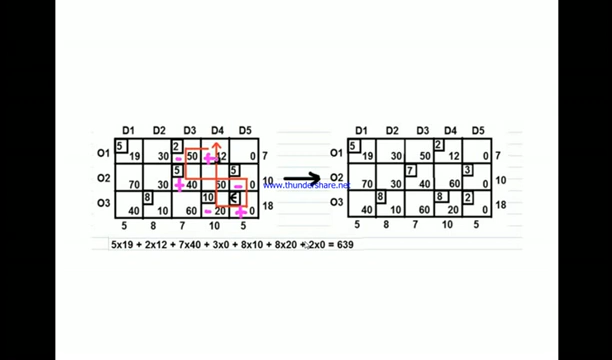 D1 D2 D3 D4 D5 D1 D2 D3 D4 D5
O1 5 19 30 2 - 50 + 12 0 7 O1 5 19 30 50 2 12 0 7
O2 70 30 5 + 40 60 5 - 0 10 O2 70 30 7 40 60 3 0 10
www.thundershare.net
O3 40 8 10 60 10 - 20 € + 0 18 O3 40 8 10 60 8 20 2 0 18
5 8 7 10 5 5 8 7 10 5
5x19 + 2x12 + 7x40 + 3x0 + 8x10 + 8x20 + 2x0 = 639